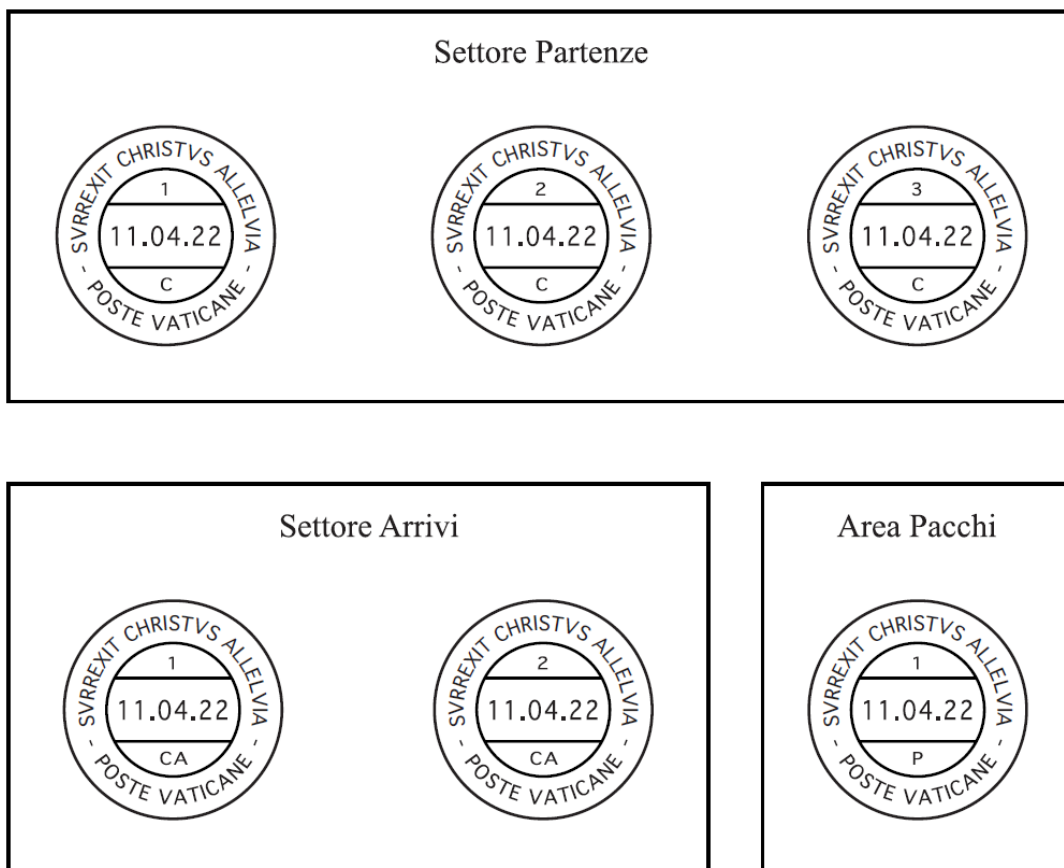 Settore Partenze
SVRREXIT CHRISTVS ALLELVIA
1
11.04.22
C
- POSTE VATICANE -
SVRREXIT CHRISTVS ALLELVIA
2
11.04.22
C
- POSTE VATICANE -
SVRREXIT CHRISTVS ALLELVIA
3
11.04.22
C
- POSTE VATICANE -
Settore Arrivi
SVRREXIT CHRISTVS ALLELVIA
1
11.04.22
CA
- POSTE VATICANE -
SVRREXIT CHRISTVS ALLELVIA
2
11.04.22
CA
- POSTE VATICANE -
Area Pacchi
SVRREXIT CHRISTVS ALLELVIA
1
11.04.22
P
- POSTE VATICANE -